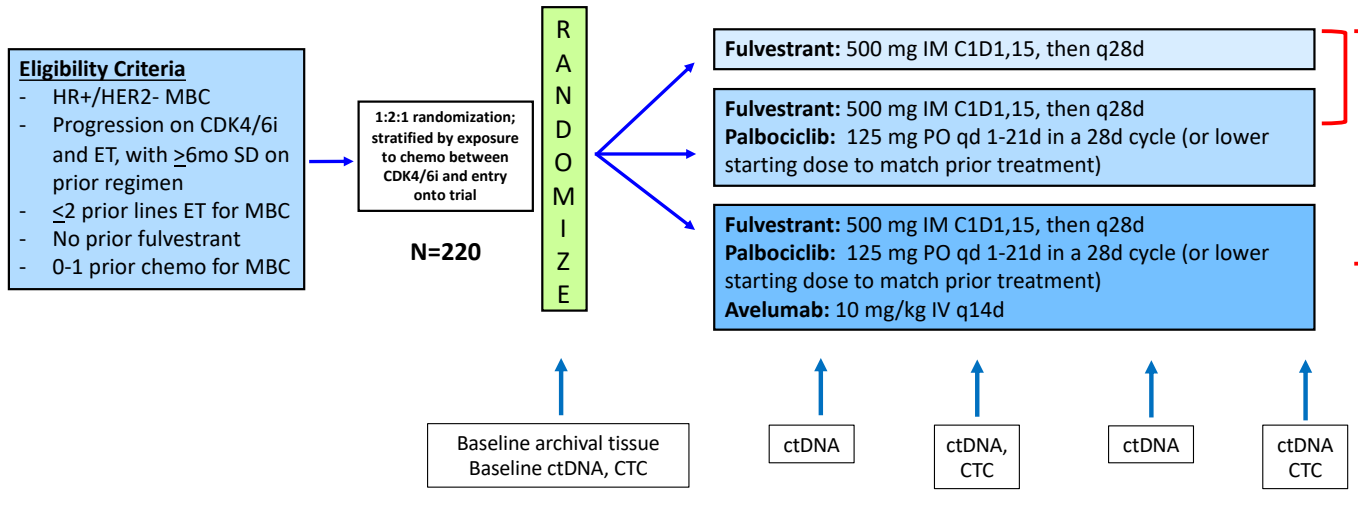 Eligibility Criteria
- HR+/HER2- MBC
- Progression on CDK4/6i
and ET, with ≥6mo SD on
prior regimen
- ≤2 prior lines ET for MBC
- No prior fulvestrant
- 0-1 prior chemo for MBC
1:2:1 randomization;
stratified by exposure
to chemo between
CDK4/6i and entry
onto trial
N=220
R
A
N
D
O
M
I
Z
E
Fulvestrant: 500 mg IM C1D1,15, then q28d
Fulvestrant: 500 mg IM C1D1,15, then q28d
Palbociclib: 125 mg PO qd 1-21d in a 28d cycle (or lower
starting dose to match prior treatment)
Fulvestrant: 500 mg IM C1D1,15, then q28d
Palbociclib: 125 mg PO qd 1-21d in a 28d cycle (or lower
starting dose to match prior treatment)
Avelumab: 10 mg/kg IV q14d
Baseline archival tissue
Baseline ctDNA, CTC
ctDNA
ctDNA,
CTC
ctDNA
ctDNA
CTC